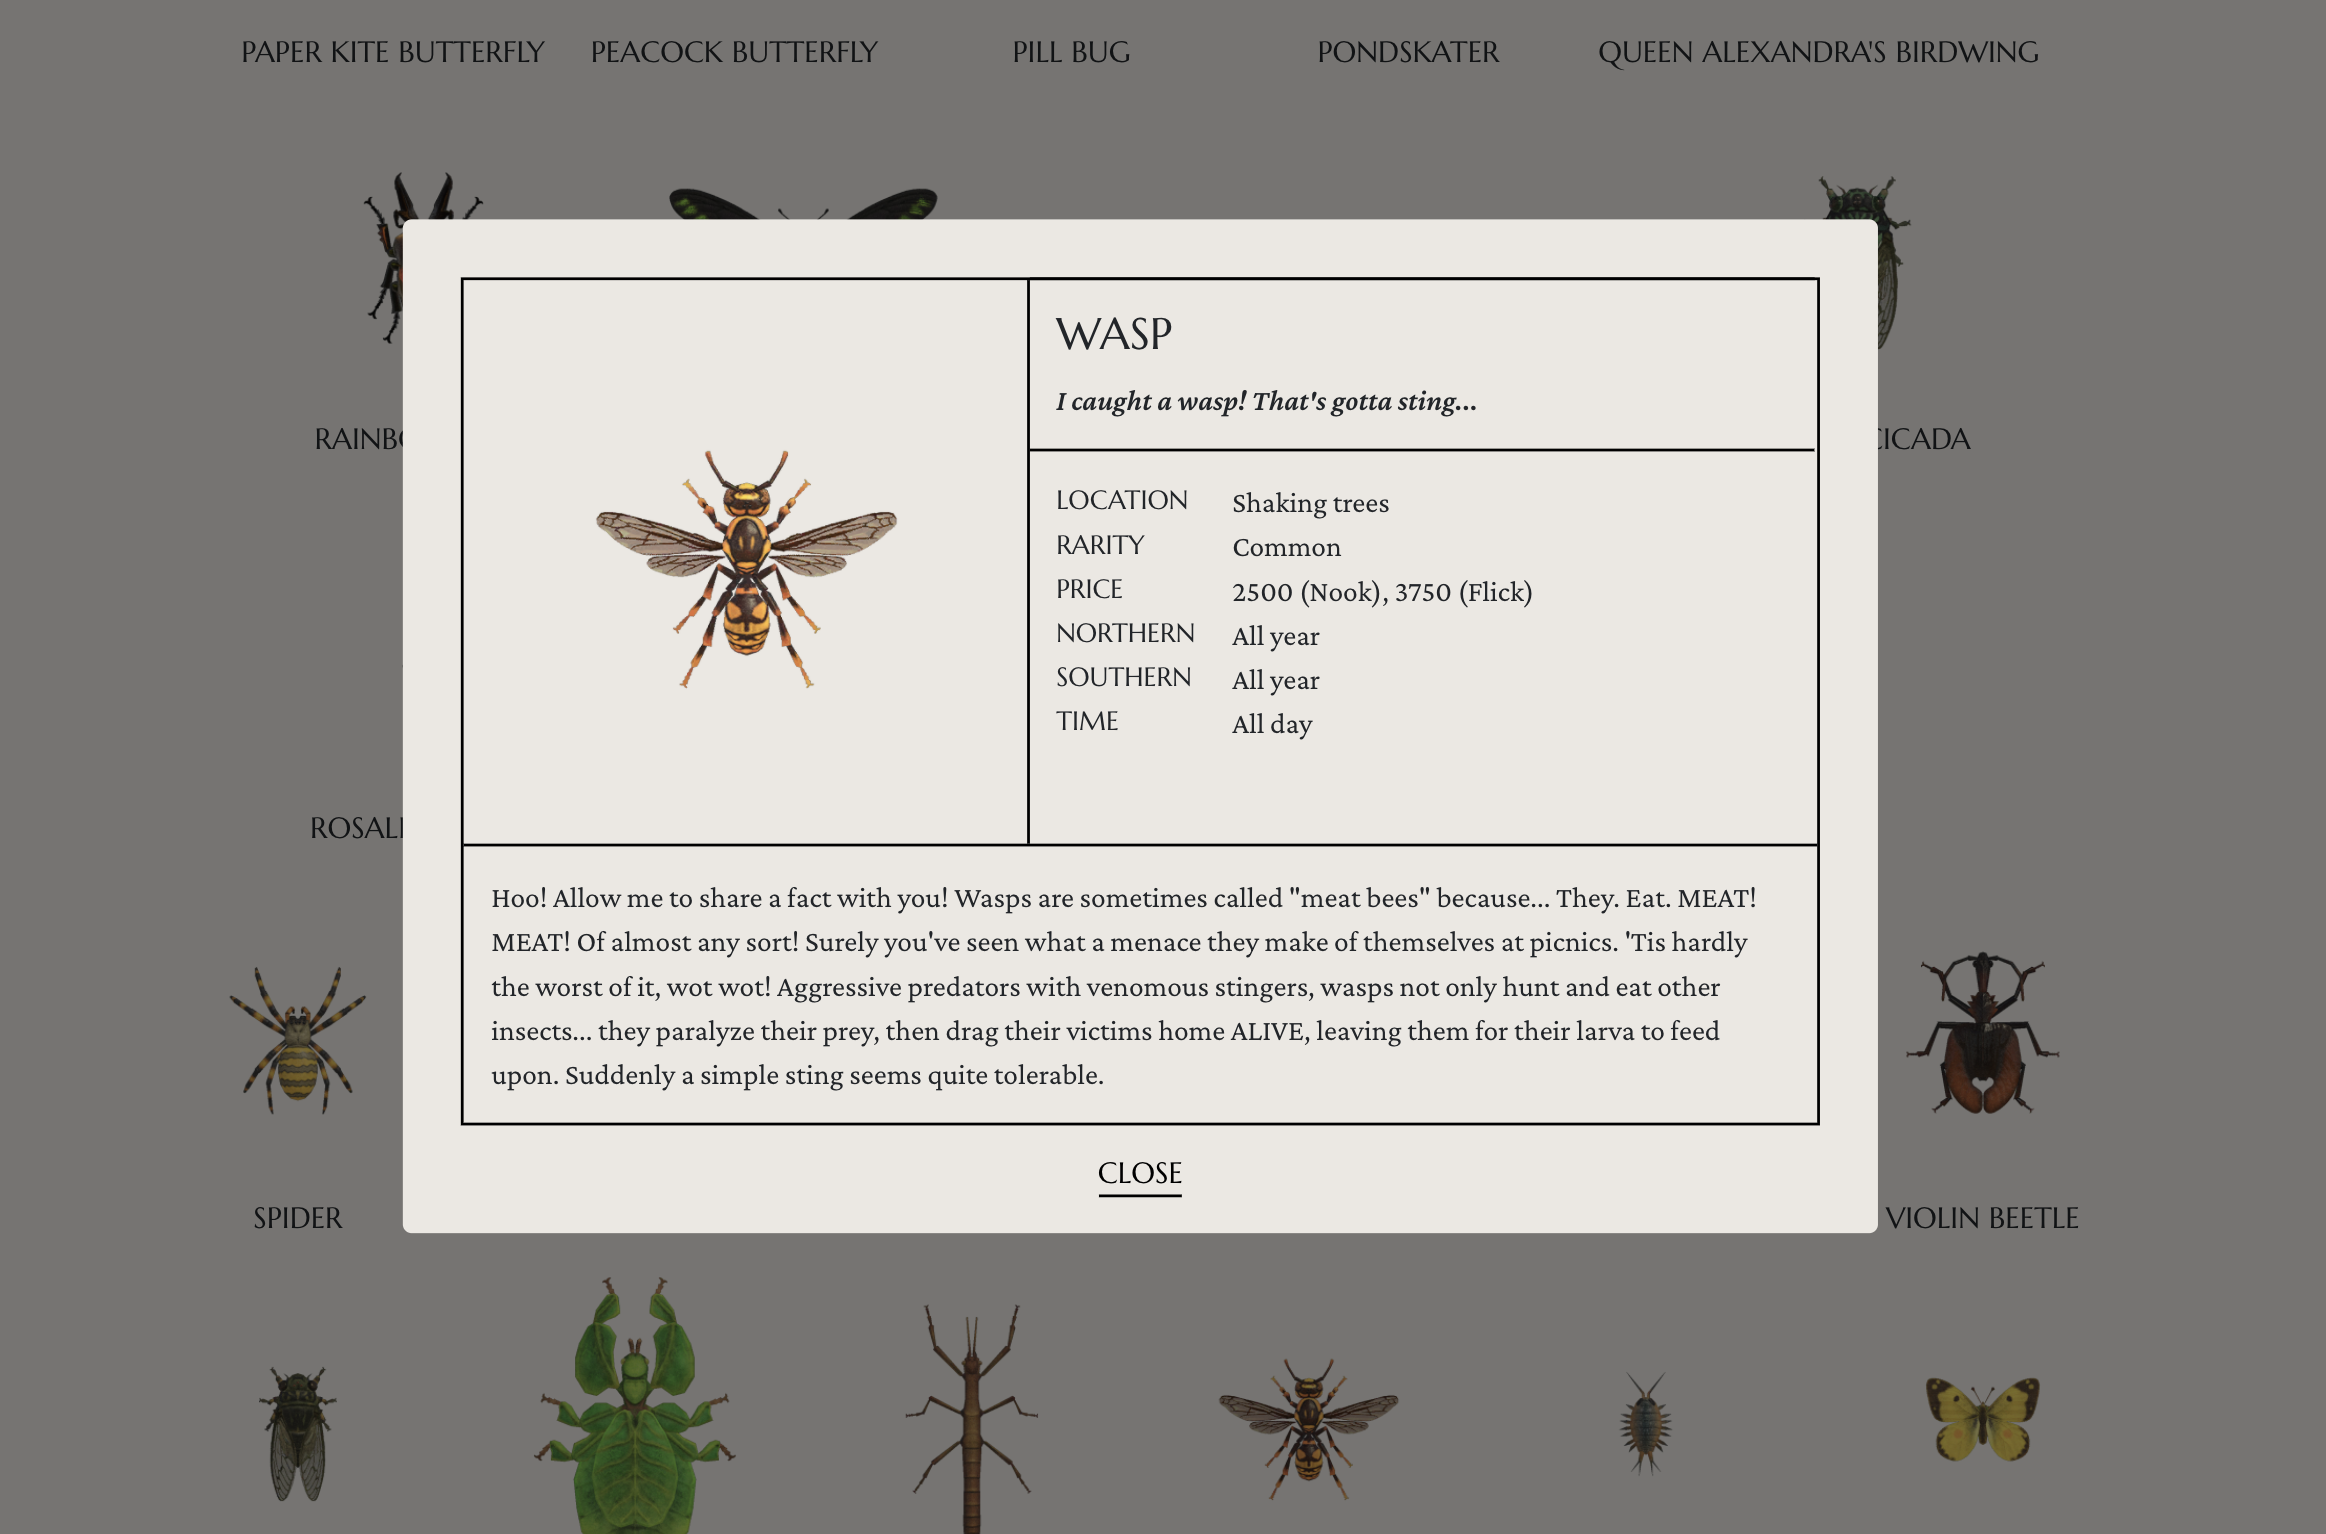 PAPER KITE BUTTERFLY
PEACOCK BUTTERFLY
PILL BUG
PONDSKATER
QUEEN ALEXANDRA'S BIRDWING
WASP
I caught a wasp! That's gotta sting...
LOCATION Shaking trees
RARITY Common
PRICE 2500 (Nook), 3750 (Flick)
NORTHERN All year
SOUTHERN All year
TIME All day
Hoo! Allow me to share a fact with you! Wasps are sometimes called "meat bees" because... They. Eat. MEAT!
MEAT! Of almost any sort! Surely you've seen what a menace they make of themselves at picnics. 'Tis hardly
the worst of it, wot wot! Aggressive predators with venomous stingers, wasps not only hunt and eat other
insects... they paralyze their prey, then drag their victims home ALIVE, leaving them for their larva to feed
upon. Suddenly a simple sting seems quite tolerable.
CLOSE
CICADA
SPIDER
VIOLIN BEETLE